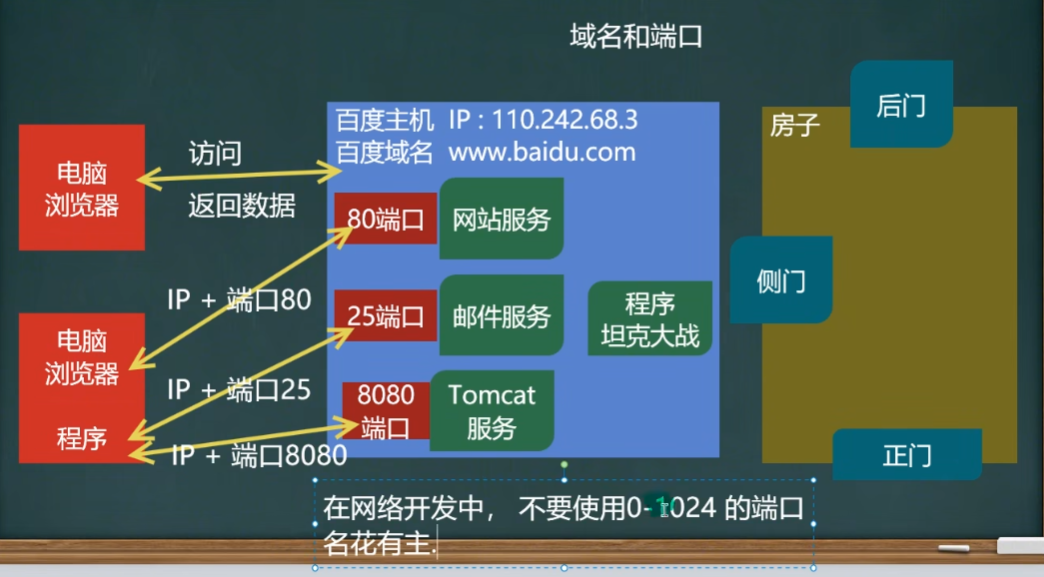 域名和端口
电脑
浏览器
访问
返回数据
百度主机 IP : 110.242.68.3
百度域名 www.baidu.com
80端口
网站服务
25端口
邮件服务
程序
坦克大战
8080
端口
Tomcat
服务
IP + 端口80
电脑
浏览器
程序
IP + 端口25
IP + 端口8080
房子
后门
侧门
正门
在网络开发中， 不要使用0-1024 的端口
名花有主.